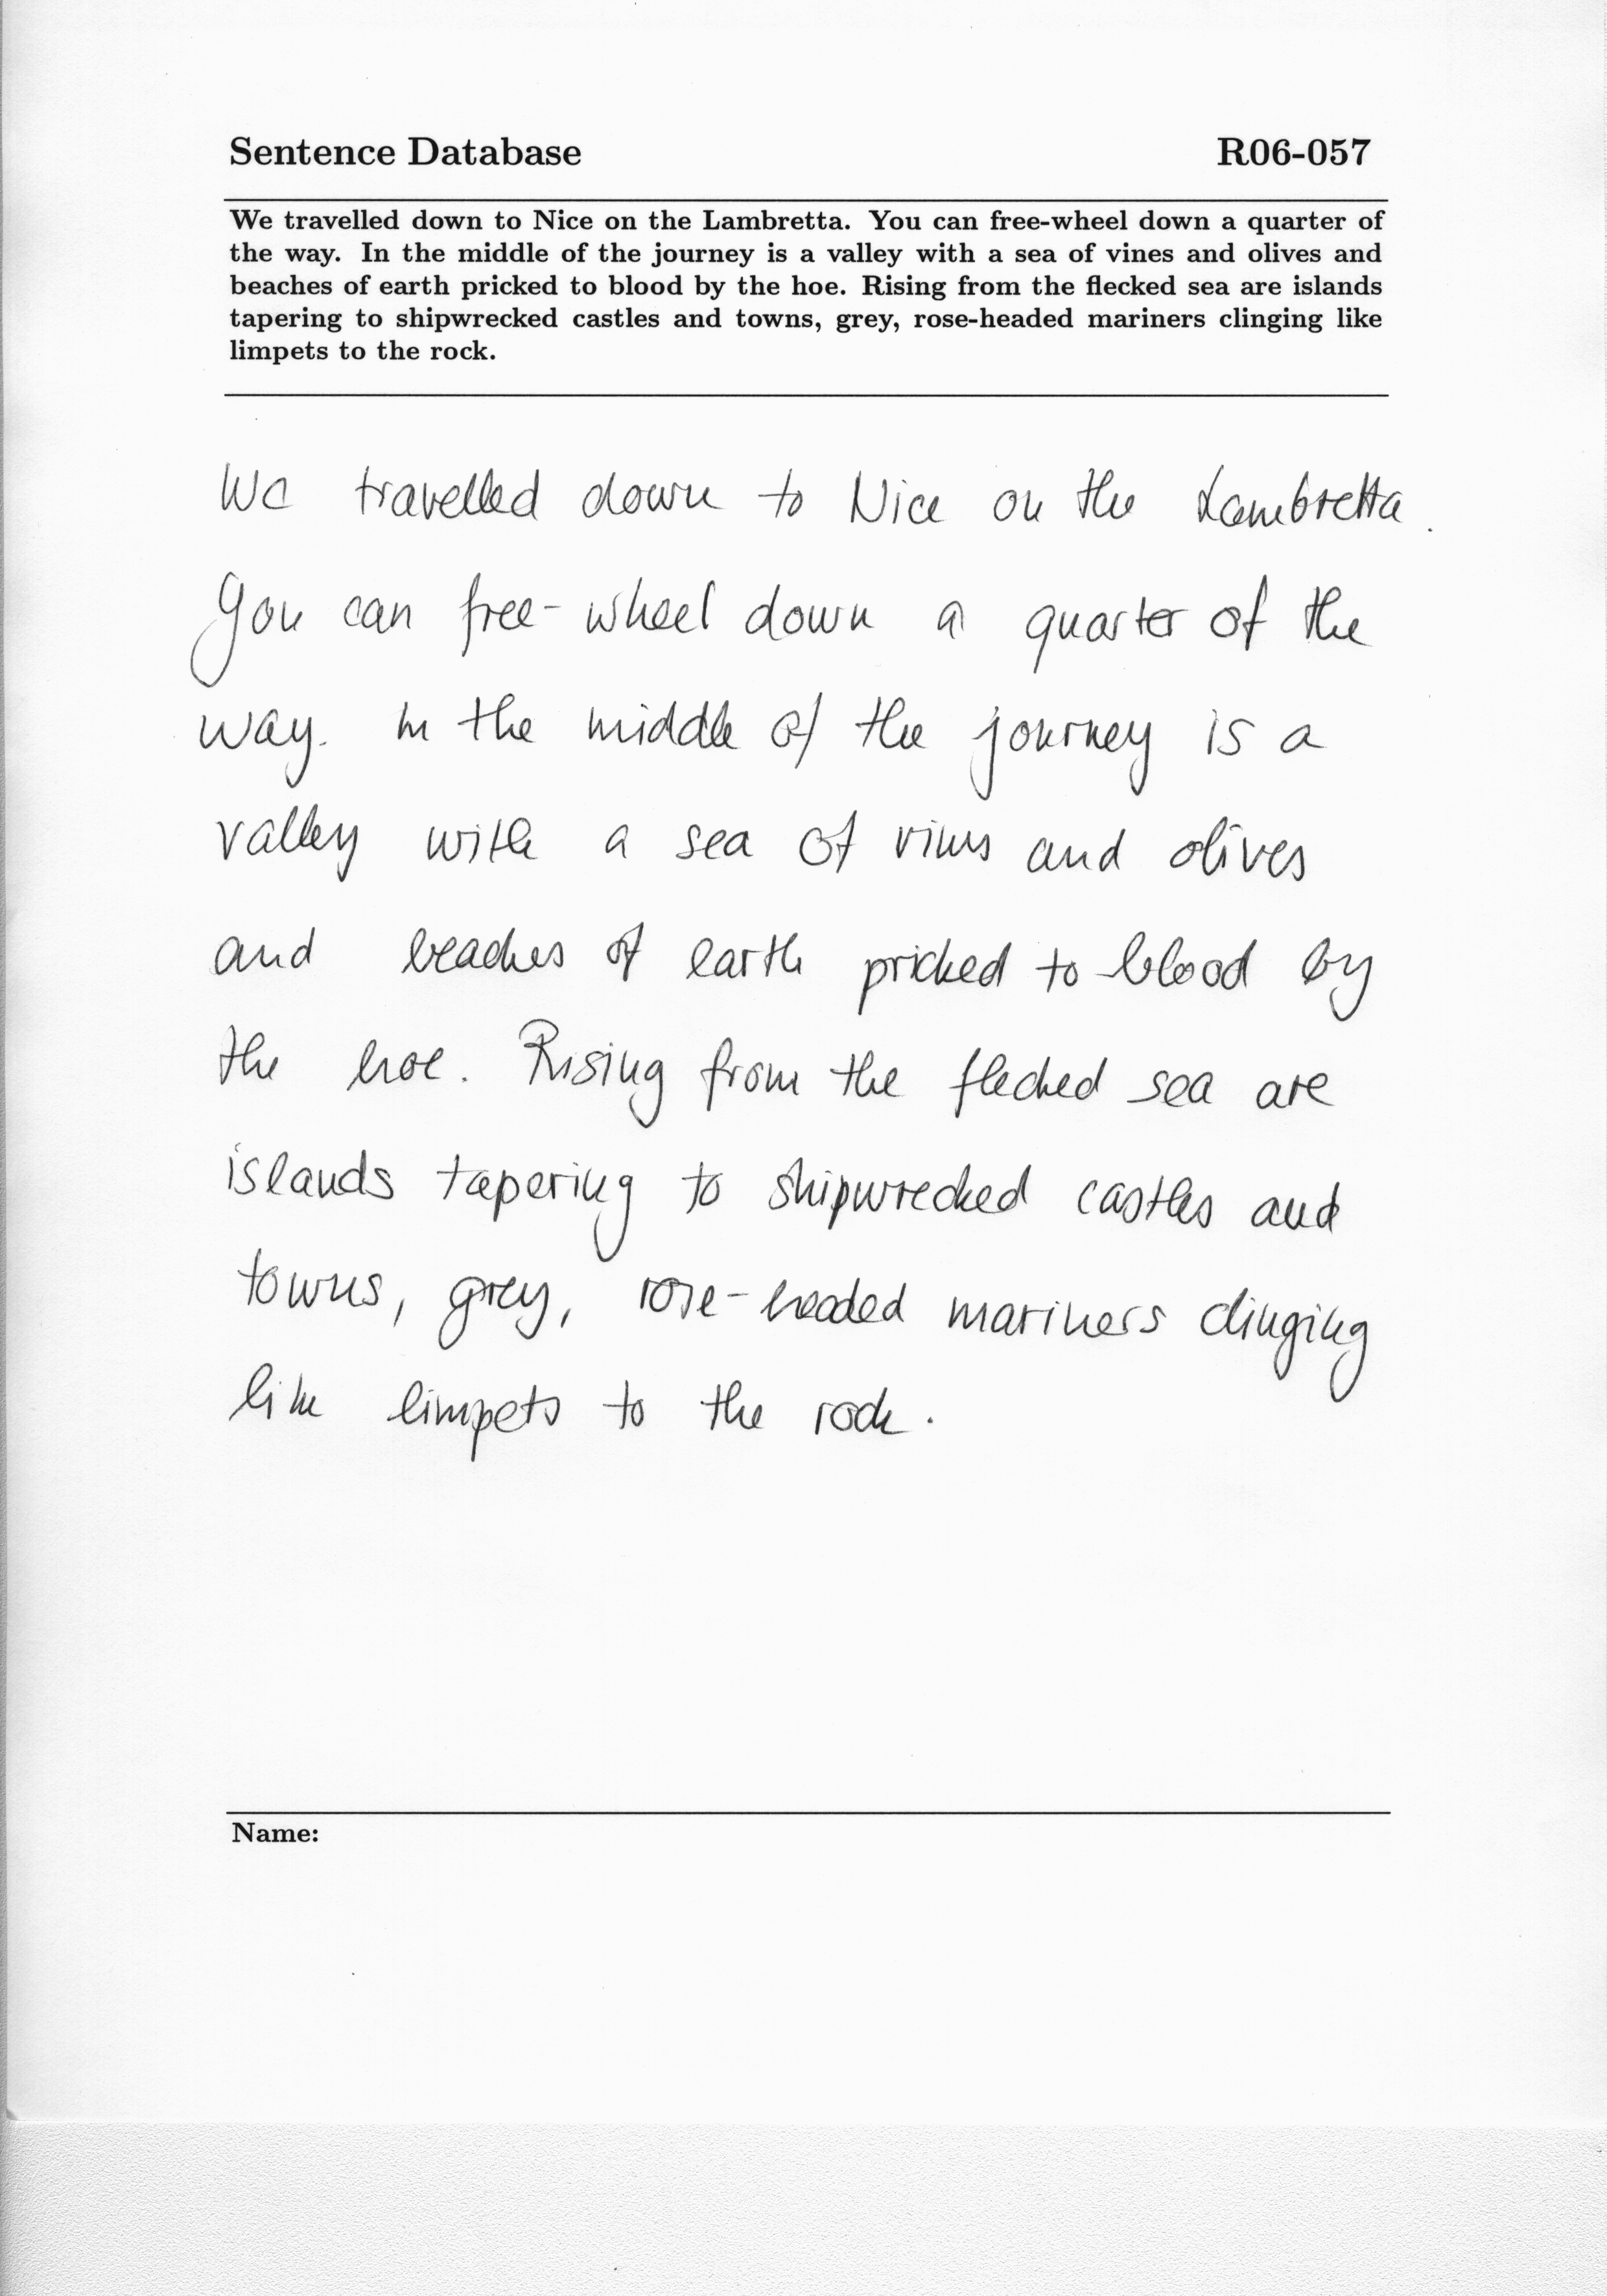 Sentence Database R06-057
We travelled down to Nice on the Lambretta. You can free-wheel down a quarter of
the way. In the middle of the journey is a valley with a sea of vines and olives and
beaches of earth pricked to blood by the hoe. Rising from the flecked sea are islands
tapering to shipwrecked castles and towns, grey, rose-headed mariners clinging like
limpets to the rock.
We travelled down to Nice on the Lambretta.
You can free-wheel down a quarter of the
way. In the middle of the journey is a
valley with a sea of vines and olives
and beaches of earth pricked to blood by
the hoe. Rising from the flecked sea are
islands tapering to shipwrecked castles and
towns, grey, rose-headed mariners clinging
like limpets to the rock.
Name: